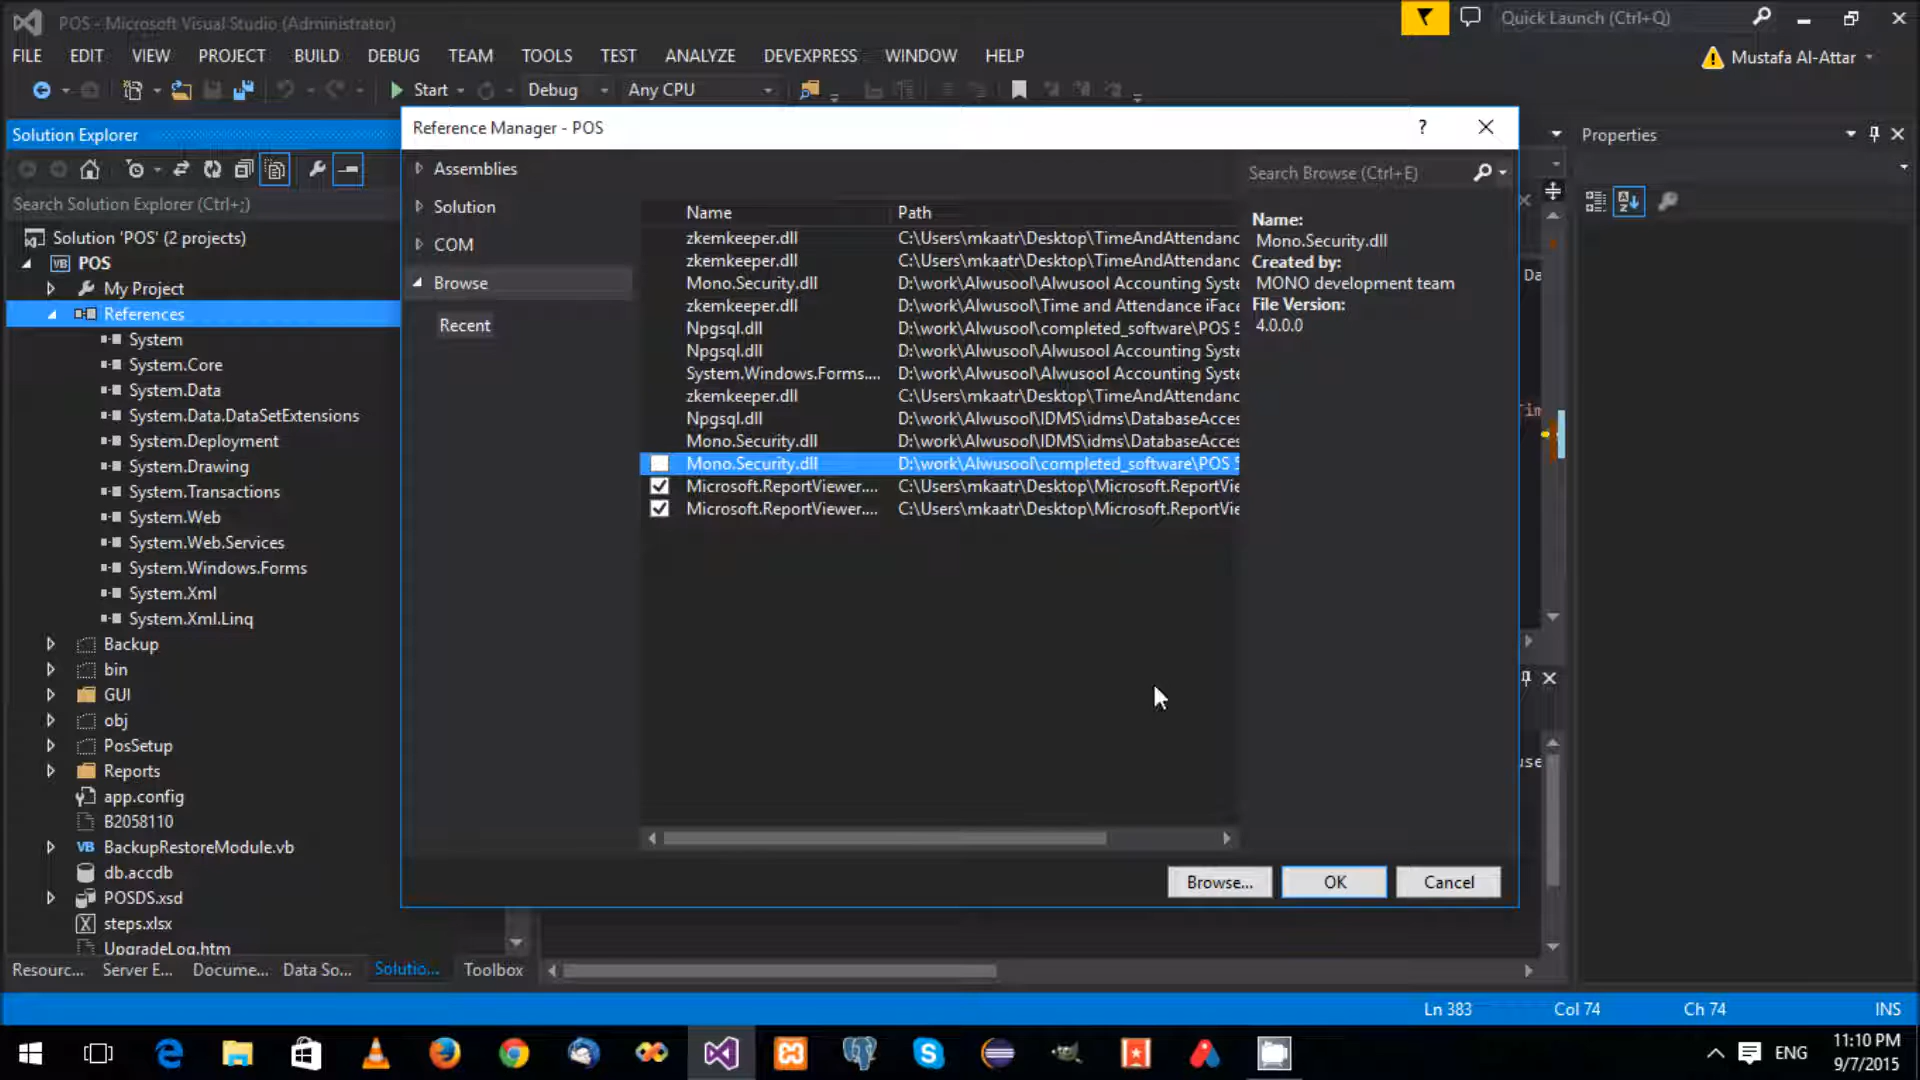 POS - Microsoft Visual Studio (Administrator)
Quick Launch (Ctrl+Q)
FILE EDIT VIEW PROJECT BUILD DEBUG TEAM TOOLS TEST ANALYZE DEVEXPRESS WINDOW HELP
Mustafa Al-Attar
Start Debug Any CPU
Solution Explorer
Search Solution Explorer (Ctrl+;)
Solution 'POS' (2 projects)
VB POS
My Project
References
System
System.Core
System.Data
System.Data.DataSetExtensions
System.Deployment
System.Drawing
System.Transactions
System.Web
System.Web.Services
System.Windows.Forms
System.Xml
System.Xml.Linq
Backup
bin
GUI
obj
PosSetup
Reports
app.config
B2058110
VB BackupRestoreModule.vb
db.accdb
POSDS.xsd
steps.xlsx
UpgradeLog.htm
Resourc... Server E... Docume... Data So... Solutio... Toolbox
Reference Manager - POS
?
Assemblies
Solution
COM
Browse
Recent
Search Browse (Ctrl+E)
Name Path
zkemkeeper.dll C:\Users\mkaatr\Desktop\TimeAndAttendanc
zkemkeeper.dll C:\Users\mkaatr\Desktop\TimeAndAttendanc
Mono.Security.dll D:\work\Alwusool\Alwusool Accounting Syste
zkemkeeper.dll D:\work\Alwusool\Time and Attendance iFace
Npgsql.dll D:\work\Alwusool\completed_software\POS 5
Npgsql.dll D:\work\Alwusool\Alwusool Accounting Syste
System.Windows.Forms.... D:\work\Alwusool\Alwusool Accounting Syste
zkemkeeper.dll C:\Users\mkaatr\Desktop\TimeAndAttendanc
Npgsql.dll D:\work\Alwusool\IDMS\idms\DatabaseAcces
Mono.Security.dll D:\work\Alwusool\IDMS\idms\DatabaseAcces
Mono.Security.dll D:\work\Alwusool\completed_software\POS 5
Microsoft.ReportViewer.... C:\Users\mkaatr\Desktop\Microsoft.ReportVie
Microsoft.ReportViewer.... C:\Users\mkaatr\Desktop\Microsoft.ReportVie
Name:
Mono.Security.dll
Created by:
MONO development team
File Version:
4.0.0.0
Browse... OK Cancel
Da
Properties
Ln 383 Col 74 Ch 74 INS
ENG
11:10 PM
9/7/2015